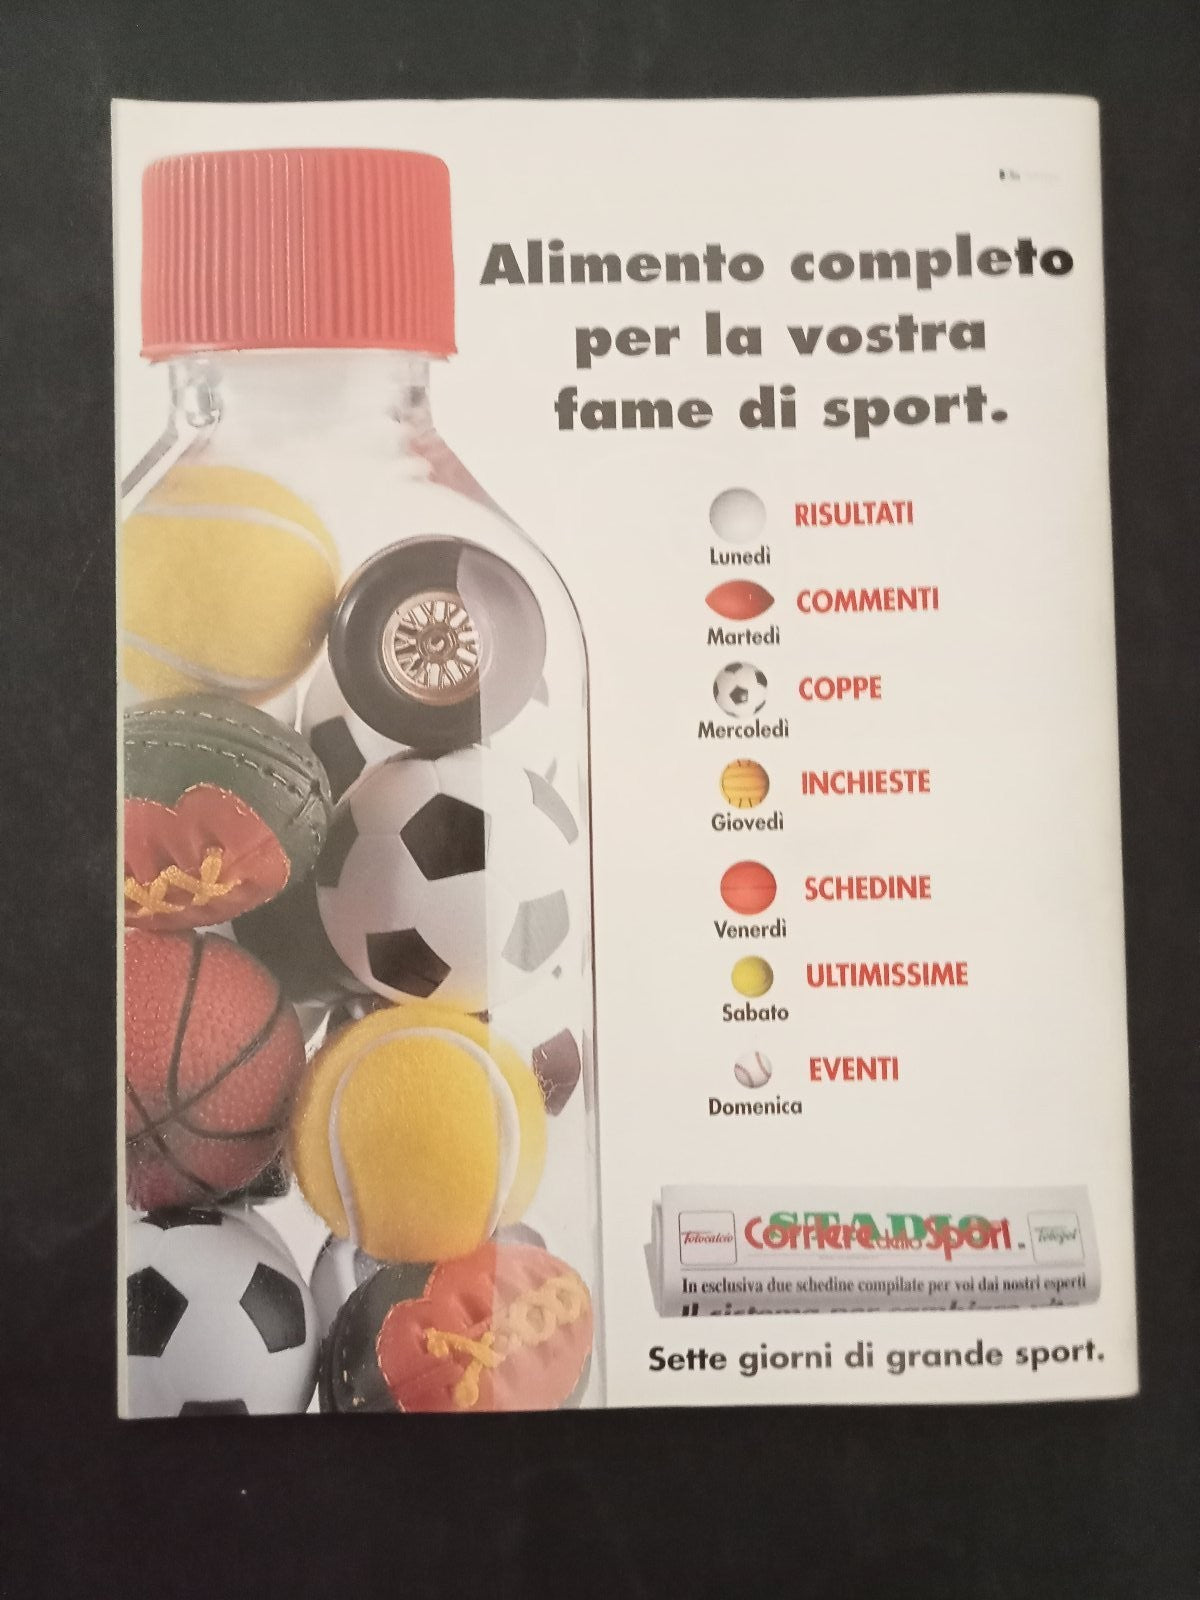 Alimento completo
per la vostra
fame di sport.
RISULTATI
Lunedì
COMMENTI
Martedì
COPPE
Mercoledì
INCHIESTE
Giovedì
SCHEDINE
Venerdì
ULTIMISSIME
Sabato
EVENTI
Domenica
Totocalcio
STADIO
Corriere dello Sport
Totogol
In esclusiva due schedine compilate per voi dai nostri esperti
Sette giorni di grande sport.